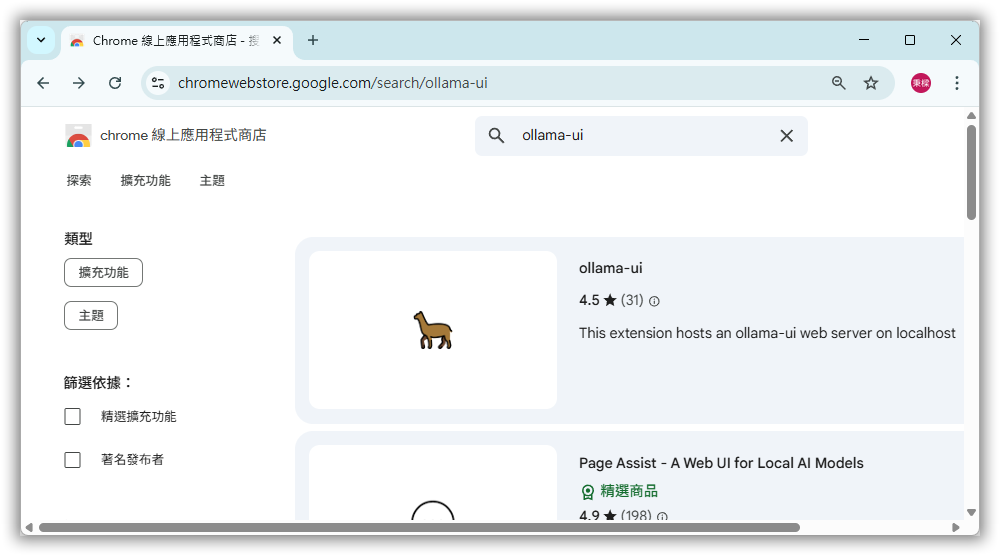 Chrome 線上應用程式商店 - 搜
chromewebstore.google.com/search/ollama-ui
秉樑
chrome 線上應用程式商店
ollama-ui
探索 擴充功能 主題
類型
擴充功能
主題
篩選依據：
精選擴充功能
著名發布者
ollama-ui
4.5 ★ (31)
This extension hosts an ollama-ui web server on localhost
Page Assist - A Web UI for Local AI Models
精選商品
4.9 ★ (198)